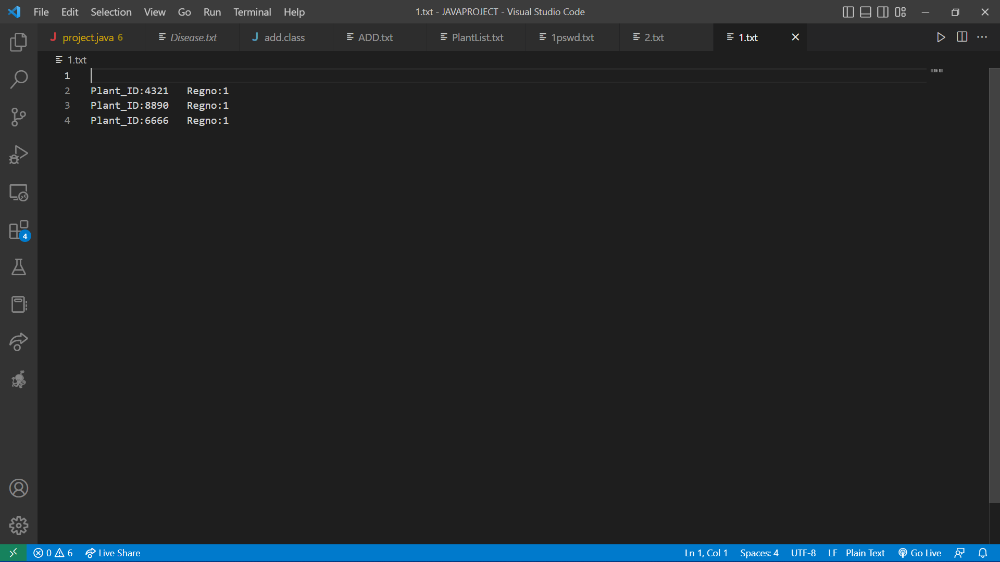 File Edit Selection View Go Run Terminal Help 1.txt - JAVAPROJECT - Visual Studio Code
project.java 6 Disease.txt add.class ADD.txt PlantList.txt 1pswd.txt 2.txt 1.txt
1.txt
1
2 Plant_ID:4321 Regno:1
3 Plant_ID:8890 Regno:1
4 Plant_ID:6666 Regno:1
4
0 6 Live Share Ln 1, Col 1 Spaces: 4 UTF-8 LF Plain Text Go Live